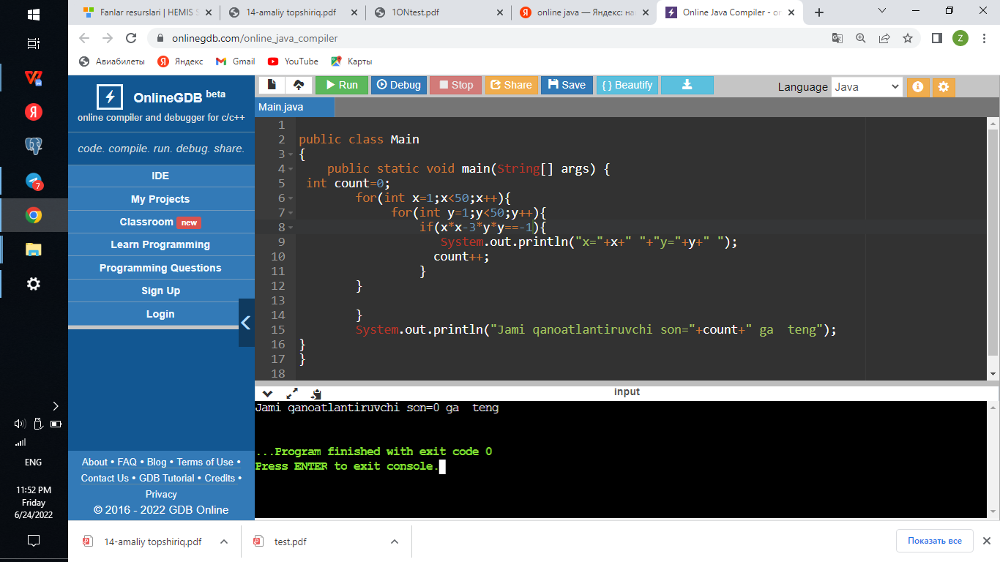 Fanlar resurslari | HEMIS S
14-amaliy topshiriq.pdf
1ONtest.pdf
online java — Яндекс: на
Online Java Compiler - on
onlinegdb.com/online_java_compiler
Z
Авиабилеты
Яндекс
Gmail
YouTube
Карты
OnlineGDB beta
online compiler and debugger for c/c++
code. compile. run. debug. share.
IDE
My Projects
Classroom new
Learn Programming
Programming Questions
Sign Up
Login
About • FAQ • Blog • Terms of Use •
Contact Us • GDB Tutorial • Credits •
Privacy
© 2016 - 2022 GDB Online
Run
Debug
Stop
Share
Save
{ } Beautify
Language Java
Main.java
1
2 public class Main
3 {
4 public static void main(String[] args) {
5 int count=0;
6 for(int x=1;x<50;x++){
7 for(int y=1;y<50;y++){
8 if(x*x-3*y*y==-1){
9 System.out.println("x="+x+" "+"y="+y+" ");
10 count++;
11 }
12 }
13
14 }
15 System.out.println("Jami qanoatlantiruvchi son="+count+" ga  teng");
16 }
17 }
18
input
Jami qanoatlantiruvchi son=0 ga  teng
...Program finished with exit code 0
Press ENTER to exit console.
7
ENG
11:52 PM
Friday
6/24/2022
14-amaliy topshiriq.pdf
test.pdf
Показать все